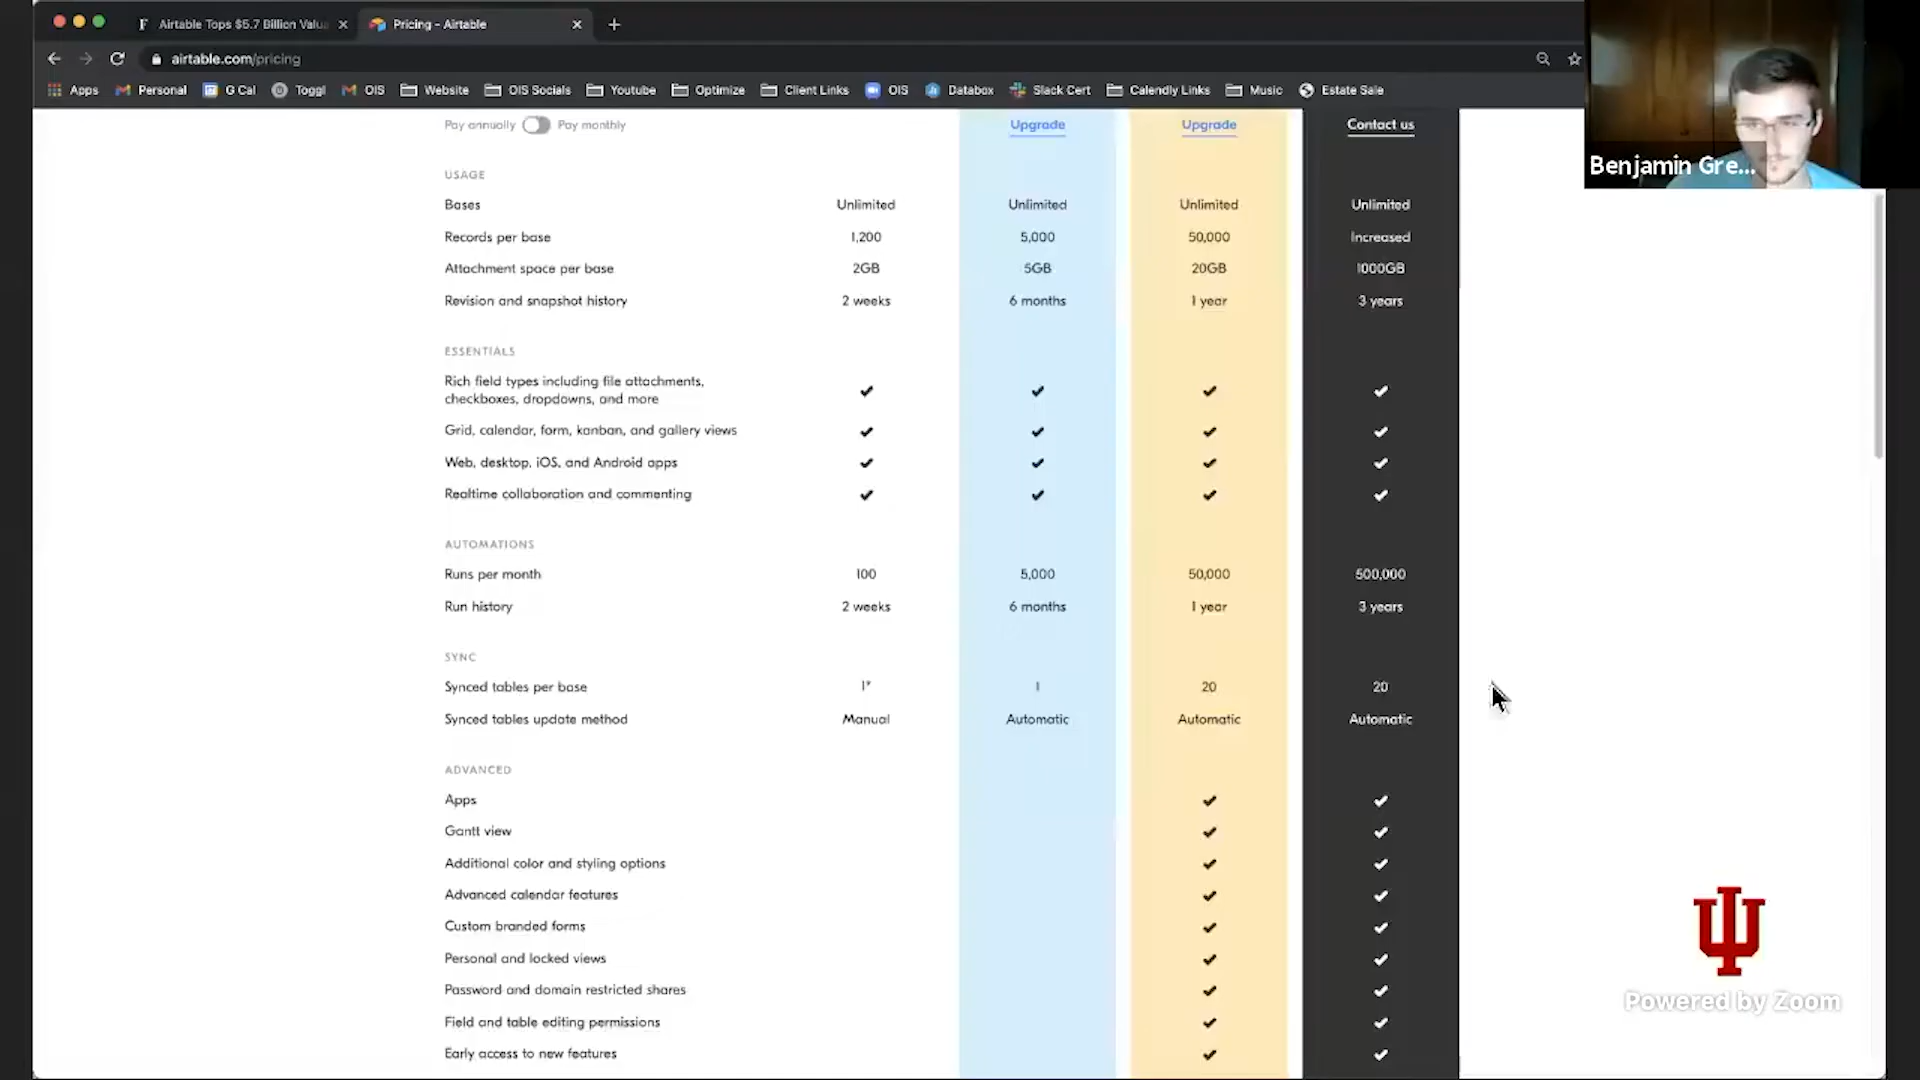 Airtable Tops $5.7 Billion Valua
Pricing - Airtable
airtable.com/pricing
Apps Personal G Cal Toggl OIS Website OIS Socials Youtube Optimize Client Links OIS Databox Slack Cert Calendly Links Music Estate Sale
Benjamin Gre...
Pay annually Pay monthly Upgrade Upgrade Contact us
USAGE
Bases Unlimited Unlimited Unlimited Unlimited
Records per base 1,200 5,000 50,000 Increased
Attachment space per base 2GB 5GB 20GB 1000GB
Revision and snapshot history 2 weeks 6 months 1 year 3 years
ESSENTIALS
Rich field types including file attachments,
checkboxes, dropdowns, and more
Grid, calendar, form, kanban, and gallery views
Web, desktop, iOS, and Android apps
Realtime collaboration and commenting
AUTOMATIONS
Runs per month 100 5,000 50,000 500,000
Run history 2 weeks 6 months 1 year 3 years
SYNC
Synced tables per base 1* 1 20 20
Synced tables update method Manual Automatic Automatic Automatic
ADVANCED
Apps
Gantt view
Additional color and styling options
Advanced calendar features
Custom branded forms
Personal and locked views
Password and domain restricted shares
Field and table editing permissions
Early access to new features
Powered by Zoom